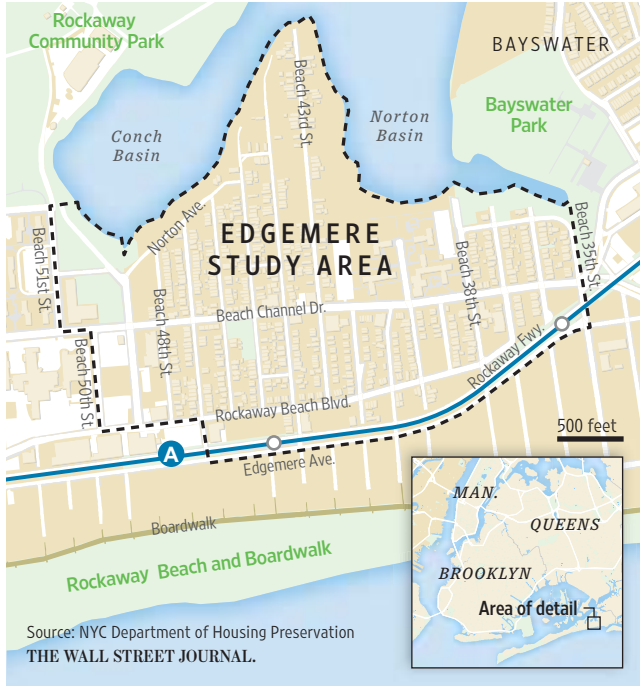 Rockaway
Community Park
BAYSWATER
Conch
Basin
Beach 43rd St.
Norton
Basin
Bayswater
Park
Norton Ave.
EDGEMERE
STUDY AREA
Beach 51st St.
Beach 35th St.
Beach 48th St.
Beach Channel Dr.
Beach 38th St.
Beach 50th St.
Rockaway Fwy.
Rockaway Beach Blvd.
500 feet
A
Edgemere Ave.
Boardwalk
Rockaway Beach and Boardwalk
MAN.
QUEENS
BROOKLYN
Area of detail
Source: NYC Department of Housing Preservation
THE WALL STREET JOURNAL.